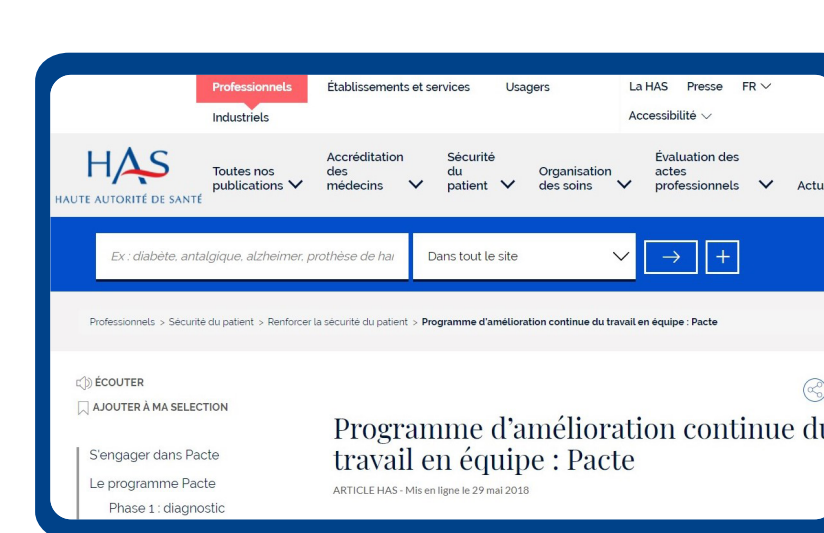 Professionnels
Établissements et services
Usagers
La HAS
Presse
FR
Industriels
Accessibilité
HAS
HAUTE AUTORITÉ DE SANTÉ
Toutes nos
publications
Accréditation
des
médecins
Sécurité
du
patient
Organisation
des soins
Évaluation des
actes
professionnels
Actu
Ex : diabète, antalgique, alzheimer, prothèse de ha
Dans tout le site
Professionnels > Sécurité du patient > Renforcer la sécurité du patient > Programme d'amélioration continue du travail en équipe : Pacte
ÉCOUTER
AJOUTER À MA SELECTION
S'engager dans Pacte
Le programme Pacte
Phase 1 : diagnostic
Programme d'amélioration continue du
travail en équipe : Pacte
ARTICLE HAS - Mis en ligne le 29 mai 2018